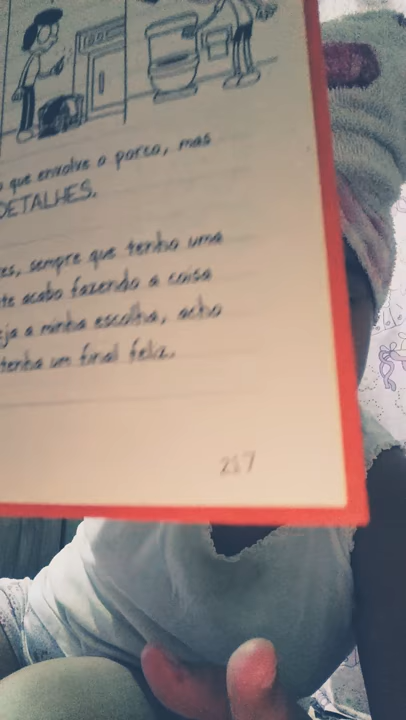 que envolve o porco, mas
DETALHES.
es, sempre que tenho uma
te acabo fazendo a coisa
eja a minha escolha, acho
tenha um final feliz.
217